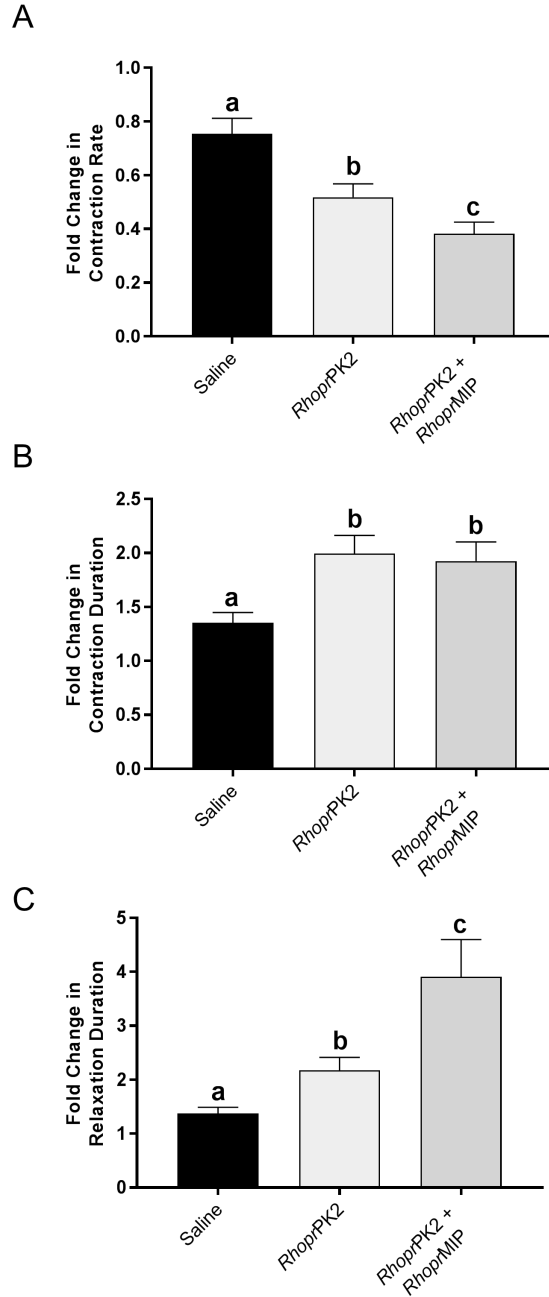 A
Fold Change in
Contraction Rate
1.0
0.8
0.6
0.4
0.2
0.0
a
b
c
Saline
RhoprPK2
RhoprPK2 +
RhoprMIP
B
Fold Change in
Contraction Duration
2.5
2.0
1.5
1.0
0.5
0.0
a
b
b
Saline
RhoprPK2
RhoprPK2 +
RhoprMIP
C
Fold Change in
Relaxation Duration
5
4
3
2
1
0
a
b
c
Saline
RhoprPK2
RhoprPK2 +
RhoprMIP